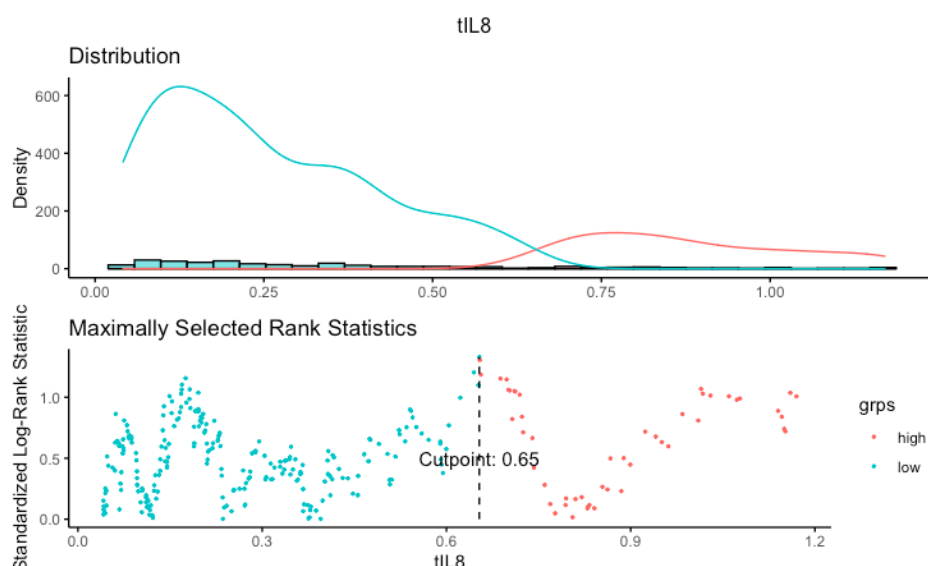 tIL8
Distribution
Density
600
400
200
0
0.00 0.25 0.50 0.75 1.00
Maximally Selected Rank Statistics
Standardized Log-Rank Statistic
1.0
0.5
0.0
Cutpoint: 0.65
grps
high
low
0.0 0.3 0.6 0.9 1.2
tIL8